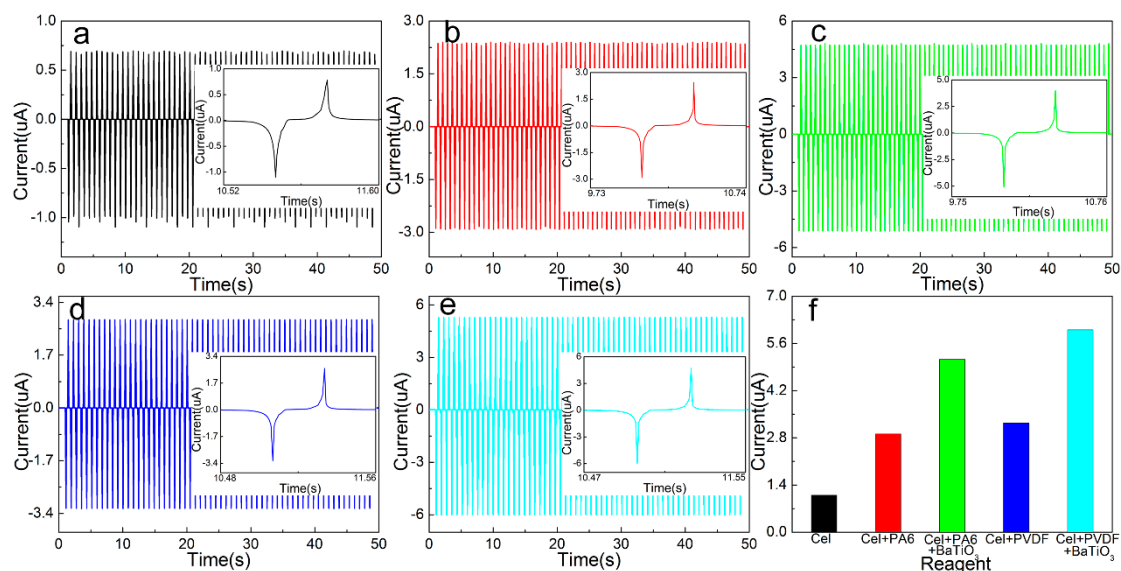 a
1.0
0.5
0.0
-0.5
-1.0
Current(uA)
0 10 20 30 40 50
Time(s)
1.0
0.5
0.0
-0.5
-1.0
Current(uA)
10.52 11.60
Time(s)
b
3.0
1.5
0.0
-1.5
-3.0
Current(uA)
0 10 20 30 40 50
Time(s)
3.0
1.5
0.0
-1.5
-3.0
Current(uA)
9.73 10.74
Time(s)
c
6
3
0
-3
-6
Current(uA)
0 10 20 30 40 50
Time(s)
5.0
2.5
0.0
-2.5
-5.0
Current(uA)
9.75 10.76
Time(s)
d
3.4
1.7
0.0
-1.7
-3.4
Current(uA)
0 10 20 30 40 50
Time(s)
3.4
1.7
0.0
-1.7
-3.4
Current(uA)
10.48 11.56
Time(s)
e
6
3
0
-3
-6
Current(uA)
0 10 20 30 40 50
Time(s)
6
3
0
-3
-6
Current(uA)
10.47 11.55
Time(s)
f
7.0
5.6
4.2
2.8
1.4
0.0
Current(uA)
Cel Cel+PA6 Cel+PA6 Cel+PVDF Cel+PVDF
+BaTiO₃ +BaTiO₃
Reagent